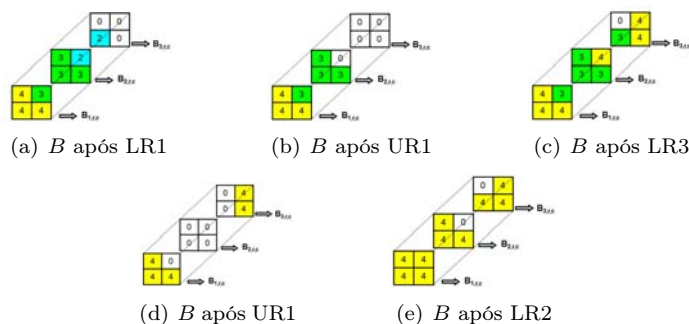 0 0
2 0
B3,r,s
3 2
3 3
B2,r,s
4 3
4 4
B1,r,s
(a) B após LR1
0 0
0 0
B3,r,s
3 0
3 3
B2,r,s
4 3
4 4
B1,r,s
(b) B após UR1
0 4
3 4
B3,r,s
3 4
3 3
B2,r,s
4 3
4 4
B1,r,s
(c) B após LR3
0 4
0 4
B3,r,s
0 0
0 0
B2,r,s
4 0
4 4
B1,r,s
(d) B após UR1
0 4
4 4
B3,r,s
4 0
4 4
B2,r,s
4 4
4 4
B1,r,s
(e) B após LR2